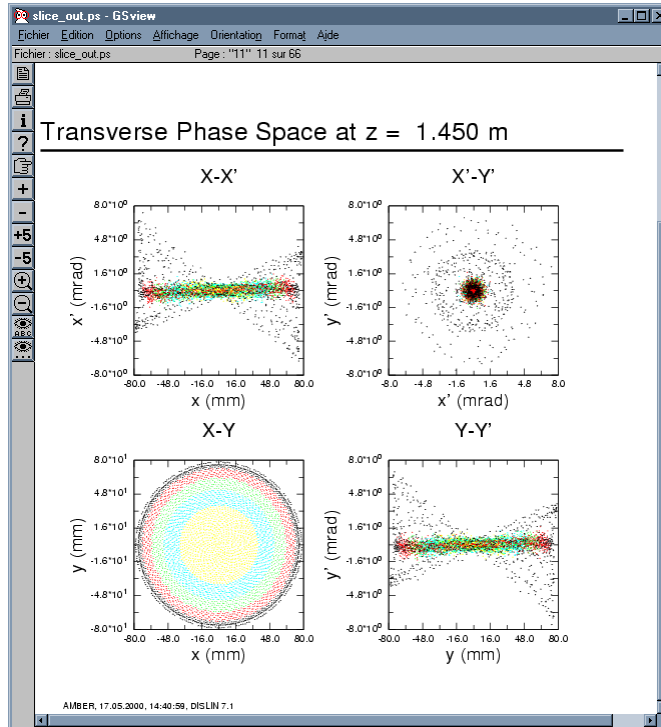 slice_out.ps - GSview
Fichier Edition Options Affichage Orientation Format Aide
Fichier : slice_out.ps Page : "11" 11 sur 66
Transverse Phase Space at z = 1.450 m
X-X' X'-Y'
8.0*10⁰ 8.0*10⁰
4.8*10⁰ 4.8*10⁰
1.6*10⁰ 1.6*10⁰
-1.6*10⁰ -1.6*10⁰
-4.8*10⁰ -4.8*10⁰
-8.0*10⁰ -8.0*10⁰
x' (mrad) y' (mrad)
-80.0 -48.0 -16.0 16.0 48.0 80.0 -8.0 -4.8 -1.6 1.6 4.8 8.0
x (mm) x' (mrad)
X-Y Y-Y'
8.0*10¹ 8.0*10⁰
4.8*10¹ 4.8*10⁰
1.6*10¹ 1.6*10⁰
-1.6*10¹ -1.6*10⁰
-4.8*10¹ -4.8*10⁰
-8.0*10¹ -8.0*10⁰
y (mm) y' (mrad)
-80.0 -48.0 -16.0 16.0 48.0 80.0 -80.0 -48.0 -16.0 16.0 48.0 80.0
x (mm) y (mm)
i
?
+
-
+5
-5
ABC
AMBER, 17.05.2000, 14:40:59, DISLIN 7.1